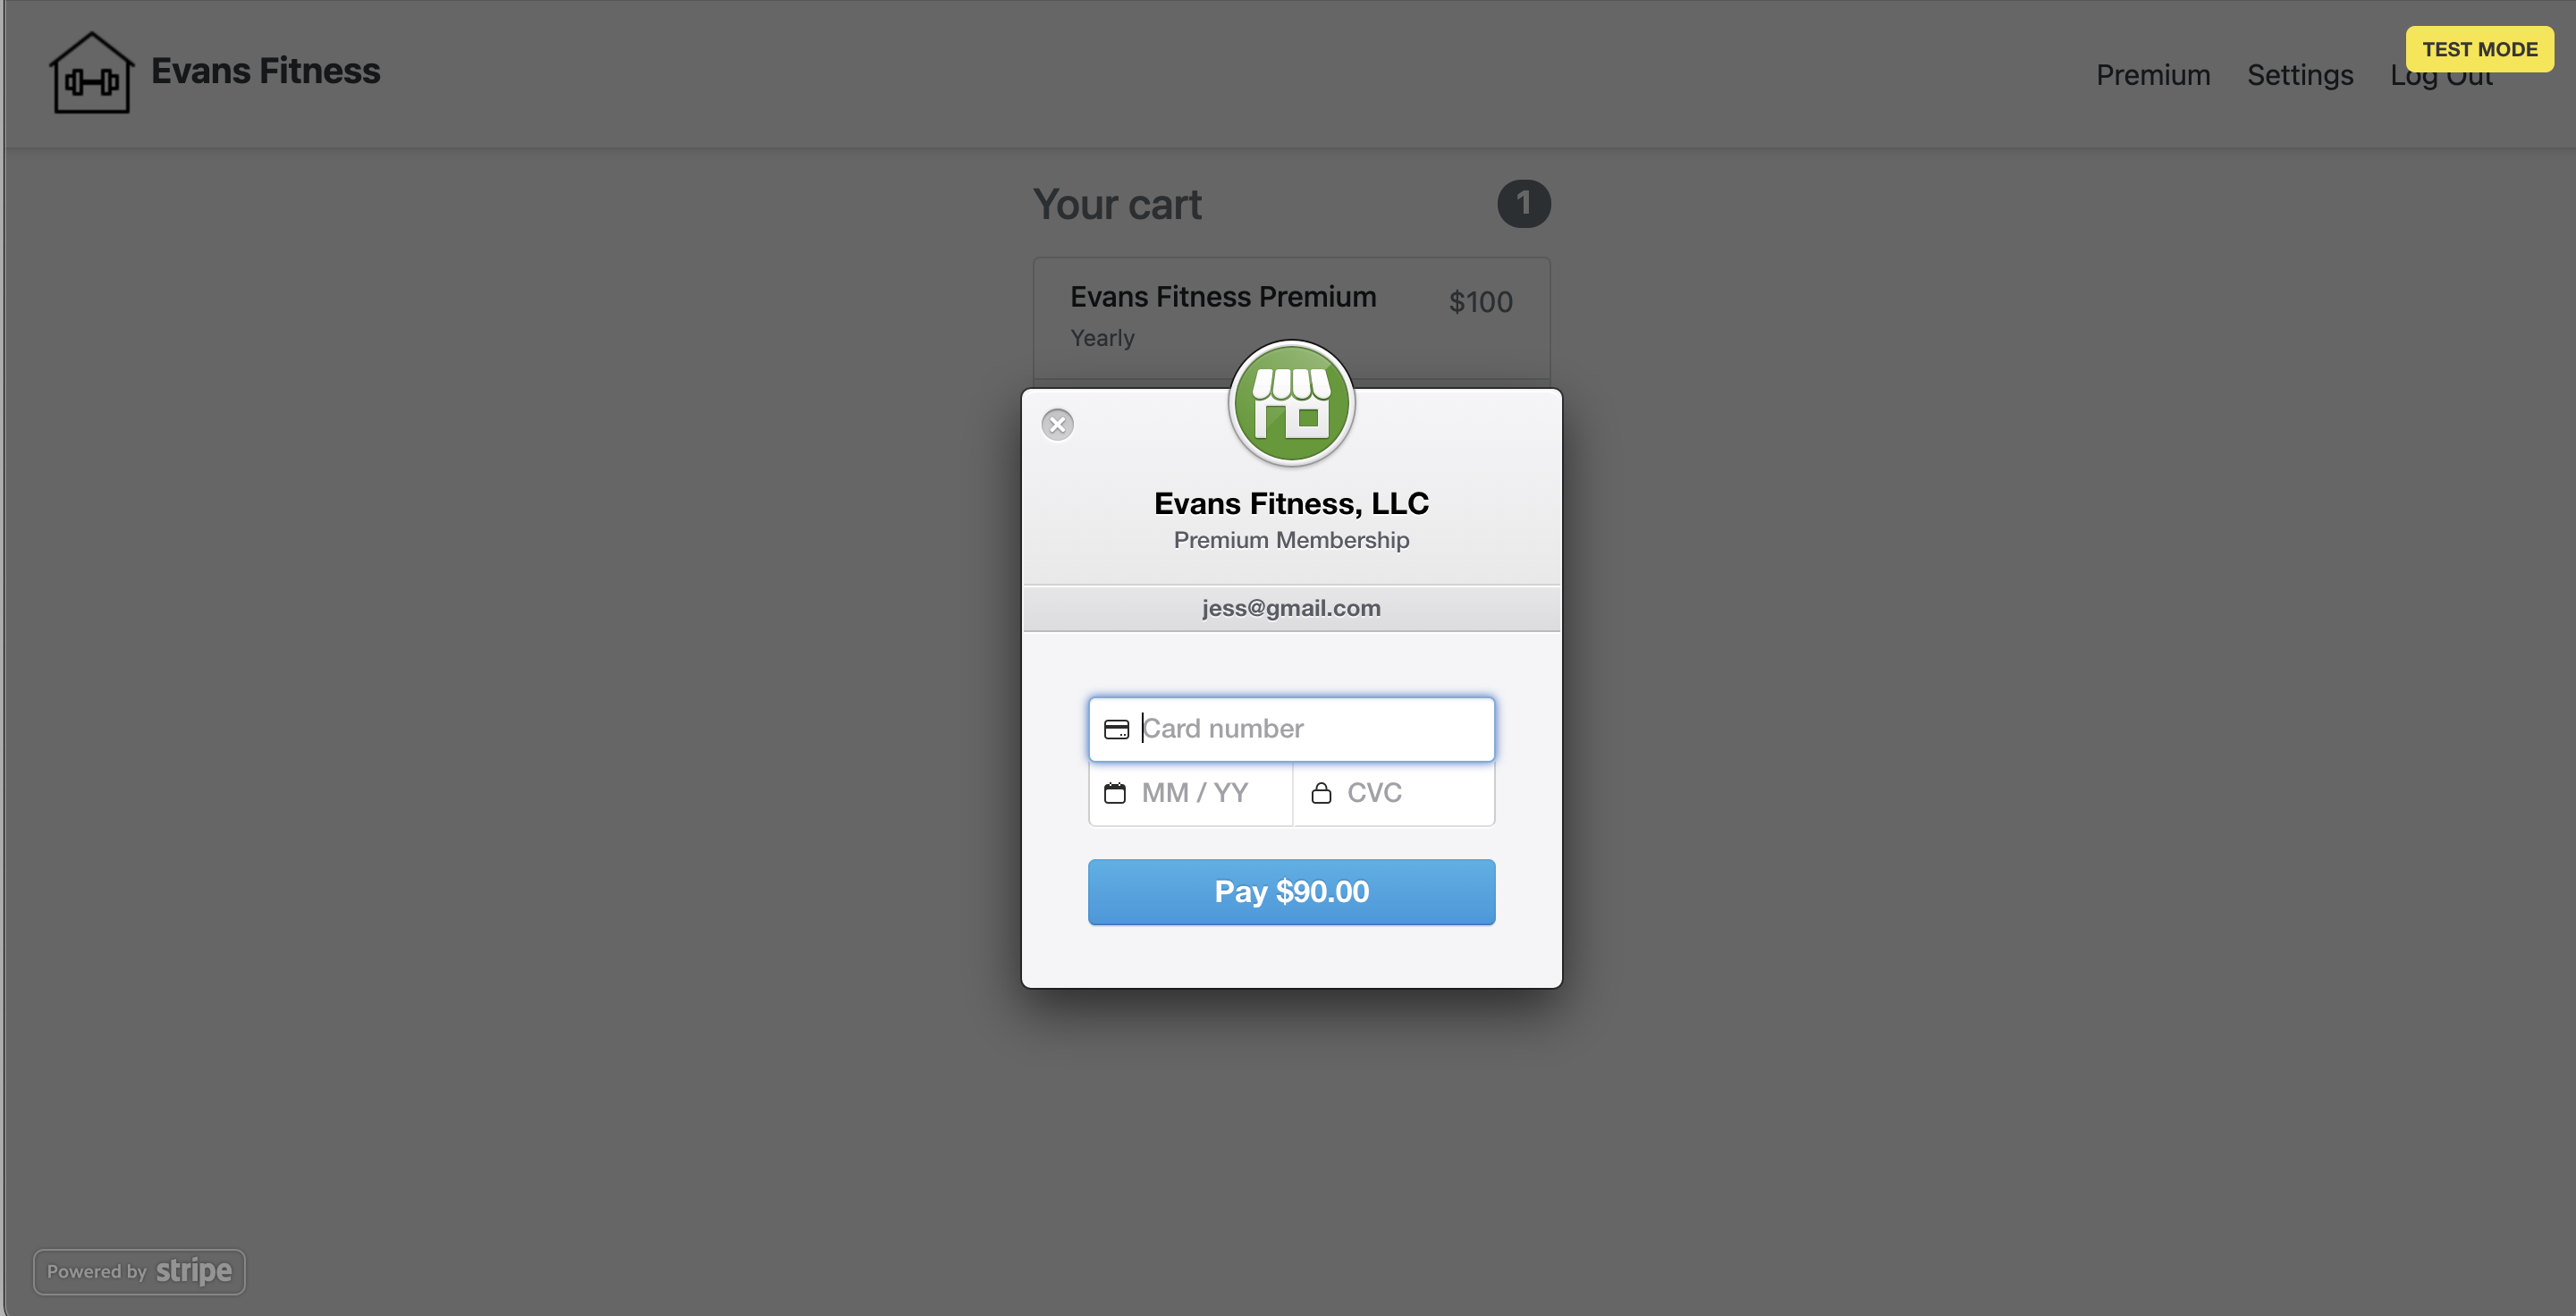 Evans Fitness
Premium
Settings
Log Out
TEST MODE
Your cart
1
Evans Fitness Premium
$100
Yearly
Evans Fitness, LLC
Premium Membership
jess@gmail.com
Card number
MM / YY
CVC
Pay $90.00
Powered by stripe